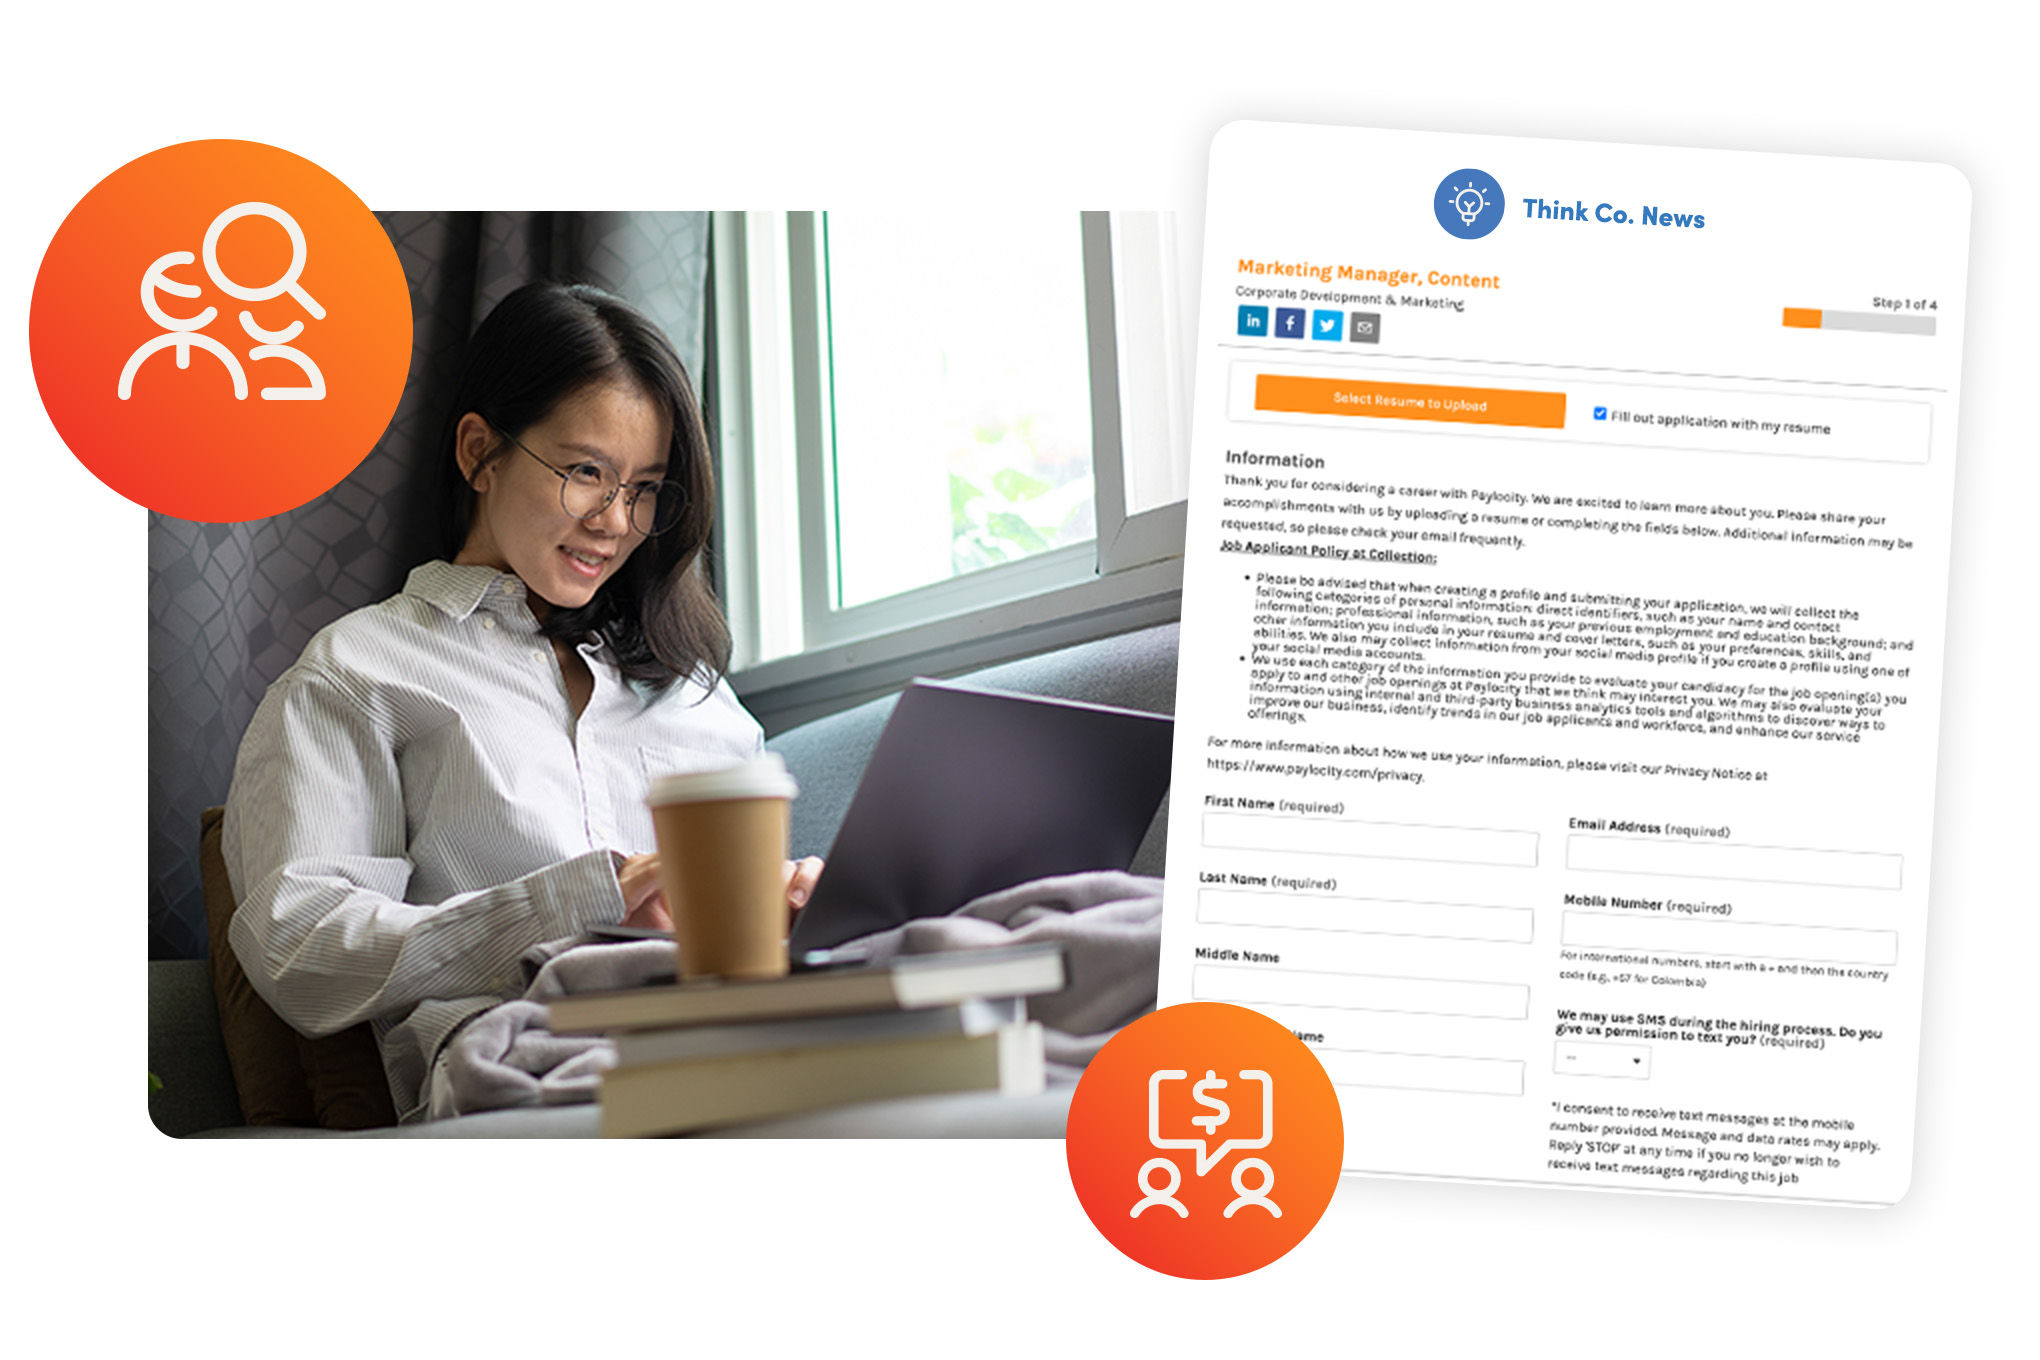 Think Co. News
Marketing Manager, Content
Corporate Development & Marketing
Step 1 of 4
in
f
Select Resume to Upload
Fill out application with my resume
Information
Thank you for considering a career with Paylocity. We are excited to learn more about you. Please share your
accomplishments with us by uploading a resume or completing the fields below. Additional information may be
requested, so please check your email frequently.
Job Applicant Policy at Collection:
• Please be advised that when creating a profile and submitting your application, we will collect the
following categories of personal information: direct identifiers, such as your name and contact
information; professional information, such as your previous employment and education background; and
other information you include in your resume and cover letters, such as your preferences, skills, and
abilities. We also may collect information from your social media profile if you create a profile using one of
your social media accounts.
• We use each category of the information you provide to evaluate your candidacy for the job opening(s) you
apply to and other job openings at Paylocity that we think may interest you. We may also evaluate your
information using internal and third-party business analytics tools and algorithms to discover ways to
improve our business, identify trends in our job applicants and workforce, and enhance our service
offerings.
For more information about how we use your information, please visit our Privacy Notice at
https://www.paylocity.com/privacy.
First Name (required)
Last Name (required)
Middle Name
ame
Email Address (required)
Mobile Number (required)
For international numbers, start with a + and then the country
code (e.g., +57 for Colombia)
We may use SMS during the hiring process. Do you
give us permission to text you? (required)
--
*I consent to receive text messages at the mobile
number provided. Message and data rates may apply.
Reply 'STOP' at any time if you no longer wish to
receive text messages regarding this job
$